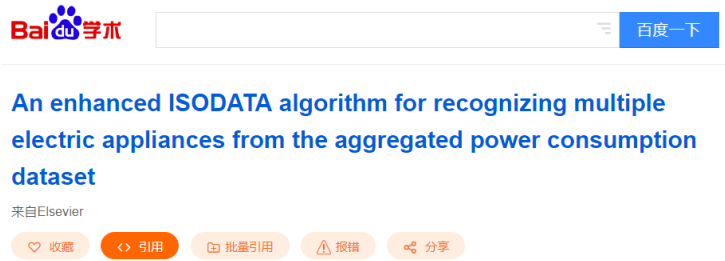 Bai du 学术
百度一下
An enhanced ISODATA algorithm for recognizing multiple
electric appliances from the aggregated power consumption
dataset
来自Elsevier
收藏 引用 批量引用 报错 分享